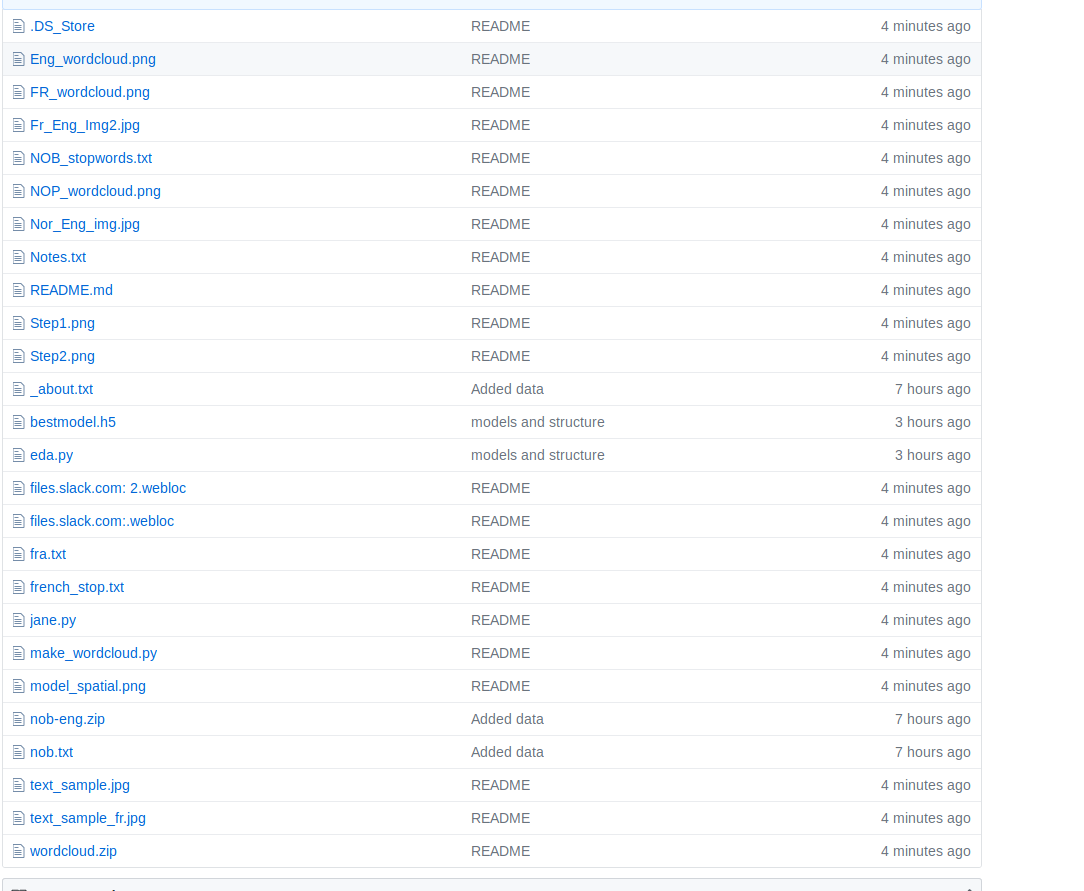 .DS_Store README 4 minutes ago
Eng_wordcloud.png README 4 minutes ago
FR_wordcloud.png README 4 minutes ago
Fr_Eng_Img2.jpg README 4 minutes ago
NOB_stopwords.txt README 4 minutes ago
NOP_wordcloud.png README 4 minutes ago
Nor_Eng_img.jpg README 4 minutes ago
Notes.txt README 4 minutes ago
README.md README 4 minutes ago
Step1.png README 4 minutes ago
Step2.png README 4 minutes ago
_about.txt Added data 7 hours ago
bestmodel.h5 models and structure 3 hours ago
eda.py models and structure 3 hours ago
files.slack.com: 2.webloc README 4 minutes ago
files.slack.com:.webloc README 4 minutes ago
fra.txt README 4 minutes ago
french_stop.txt README 4 minutes ago
jane.py README 4 minutes ago
make_wordcloud.py README 4 minutes ago
model_spatial.png README 4 minutes ago
nob-eng.zip Added data 7 hours ago
nob.txt Added data 7 hours ago
text_sample.jpg README 4 minutes ago
text_sample_fr.jpg README 4 minutes ago
wordcloud.zip README 4 minutes ago